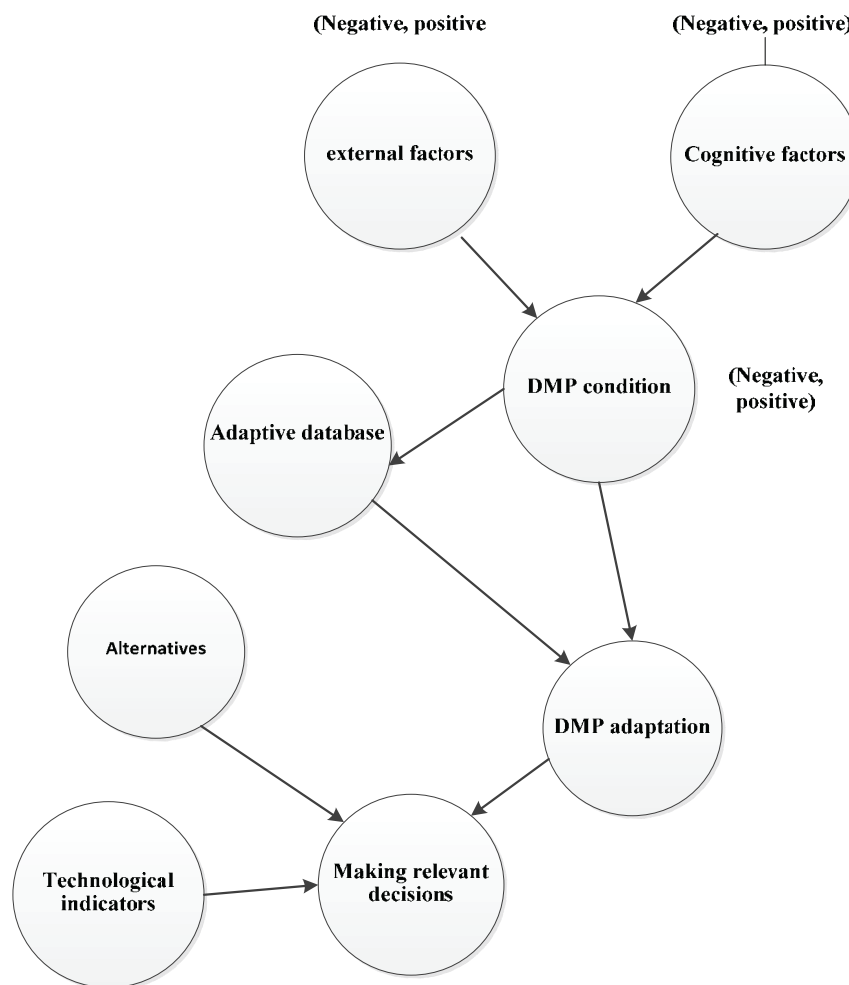 (Negative, positive
(Negative, positive)
external factors
Cognitive factors
DMP condition
(Negative,
positive)
Adaptive database
Alternatives
DMP adaptation
Technological
indicators
Making relevant
decisions